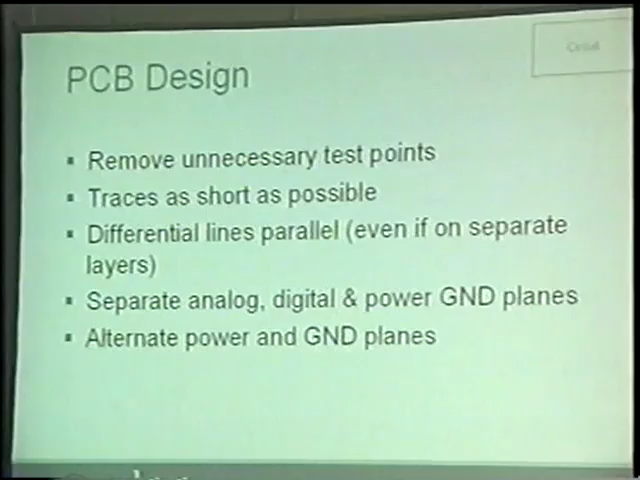 PCB Design
▪ Remove unnecessary test points
▪ Traces as short as possible
▪ Differential lines parallel (even if on separate
layers)
▪ Separate analog, digital & power GND planes
▪ Alternate power and GND planes